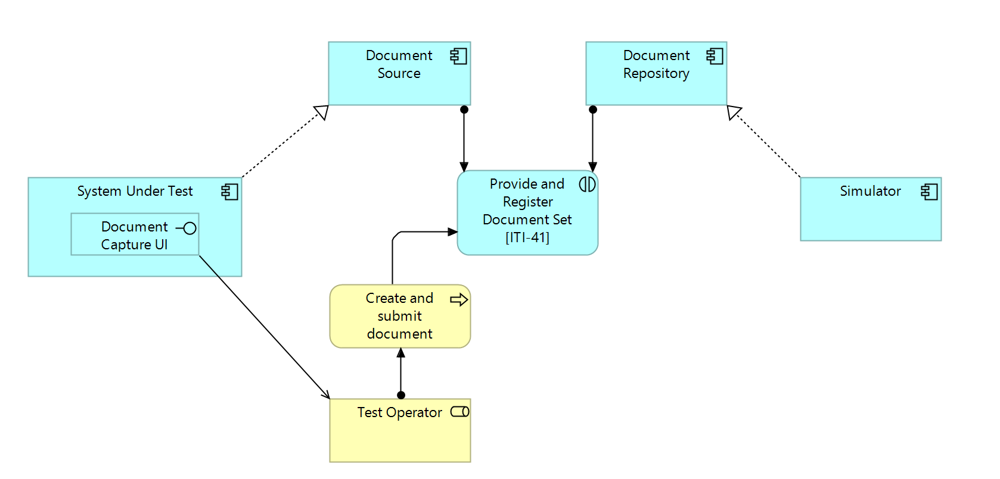 Document
Source
Document
Repository
System Under Test
Document
Capture UI
Provide and
Register
Document Set
[ITI-41]
Simulator
Create and
submit
document
Test Operator